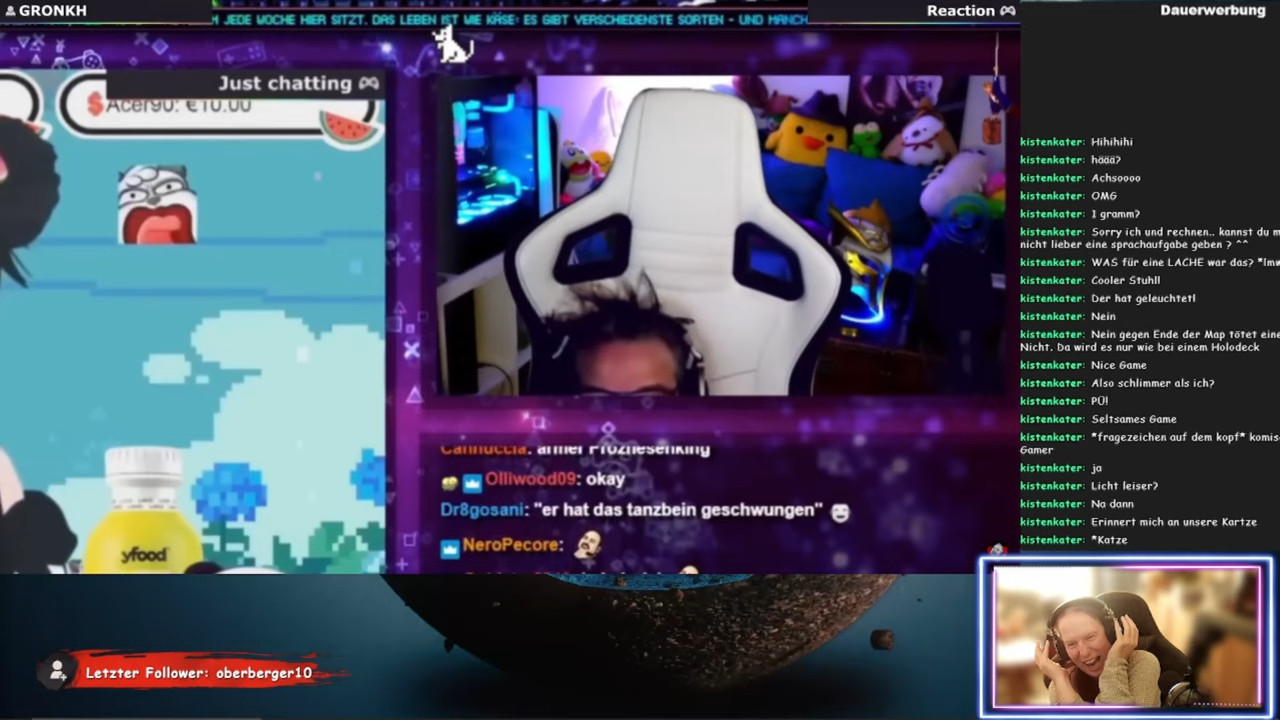 GRONKH
JEDE WOCHE HIER SITZT. DAS LEBEN IST WIE KÄSE: ES GIBT VERSCHIEDENSTE SORTEN - UND MANCH
Reaction
Dauerwerbung
Just chatting
$ Acer90: €10.00
kistenkater: Hihihihi
kistenkater: häää?
kistenkater: Achsoooo
kistenkater: OMG
kistenkater: 1 gramm?
kistenkater: Sorry ich und rechnen.. kannst du m
nicht lieber eine sprachaufgabe geben ? ^^
kistenkater: WAS für eine LACHE war das? *lmw
kistenkater: Cooler Stuhl!
kistenkater: Der hat geleuchtet!
kistenkater: Nein
kistenkater: Nein gegen Ende der Map tötet eine
Nicht. Da wird es nur wie bei einem Holodeck
kistenkater: Nice Game
kistenkater: Also schlimmer als ich?
kistenkater: PÜ!
kistenkater: Seltsames Game
kistenkater: *fragezeichen auf dem kopf* komis
Gamer
kistenkater: ja
kistenkater: Licht leiser?
kistenkater: Na dann
kistenkater: Erinnert mich an unsere Kartze
kistenkater: *Katze
Cannuccia: armer
Olliwood09: okay
Dr8gosani: "er hat das tanzbein geschwungen"
NeroPecore:
yfood
Letzter Follower: oberberger10